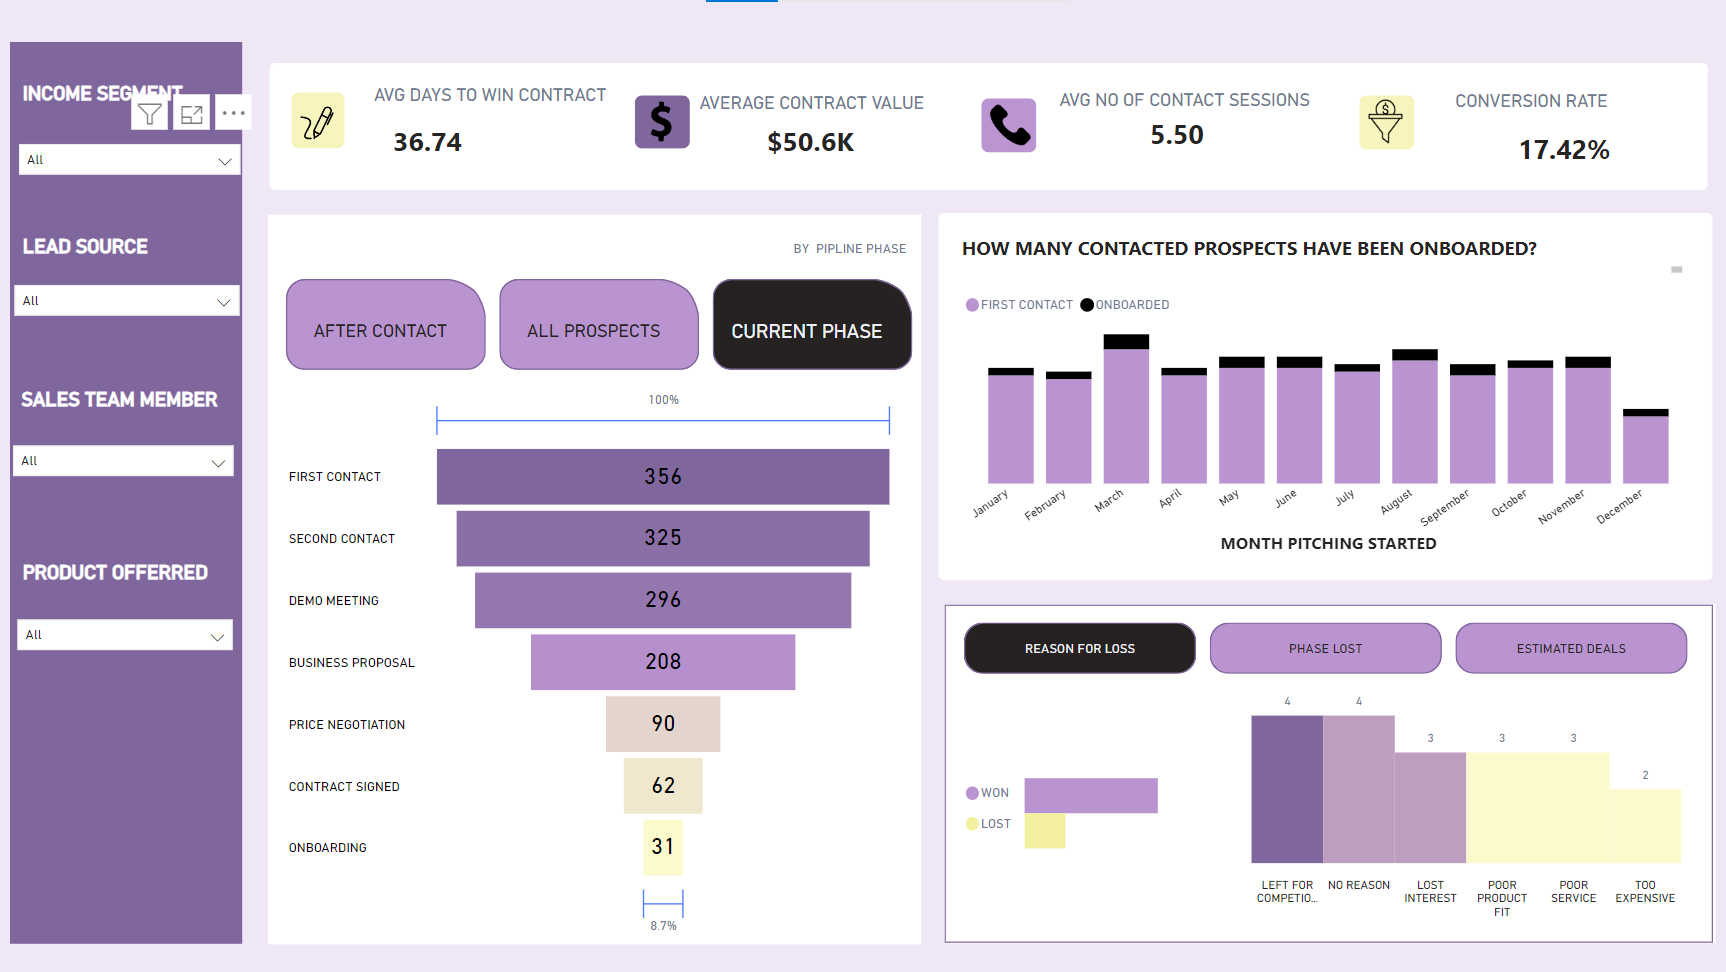 INCOME SEGMENT
All
LEAD SOURCE
All
SALES TEAM MEMBER
All
PRODUCT OFFERRED
All
AVG DAYS TO WIN CONTRACT
36.74
AVERAGE CONTRACT VALUE
$50.6K
AVG NO OF CONTACT SESSIONS
5.50
CONVERSION RATE
17.42%
BY PIPLINE PHASE
AFTER CONTACT
ALL PROSPECTS
CURRENT PHASE
100%
FIRST CONTACT 356
SECOND CONTACT 325
DEMO MEETING 296
BUSINESS PROPOSAL 208
PRICE NEGOTIATION 90
CONTRACT SIGNED 62
ONBOARDING 31
8.7%
HOW MANY CONTACTED PROSPECTS HAVE BEEN ONBOARDED?
FIRST CONTACT ONBOARDED
January February March April May June July August September October November December
MONTH PITCHING STARTED
REASON FOR LOSS
PHASE LOST
ESTIMATED DEALS
WON
LOST
4 4 3 3 3 2
LEFT FOR
COMPETIO...
NO REASON
LOST
INTEREST
POOR
PRODUCT
FIT
POOR
SERVICE
TOO
EXPENSIVE